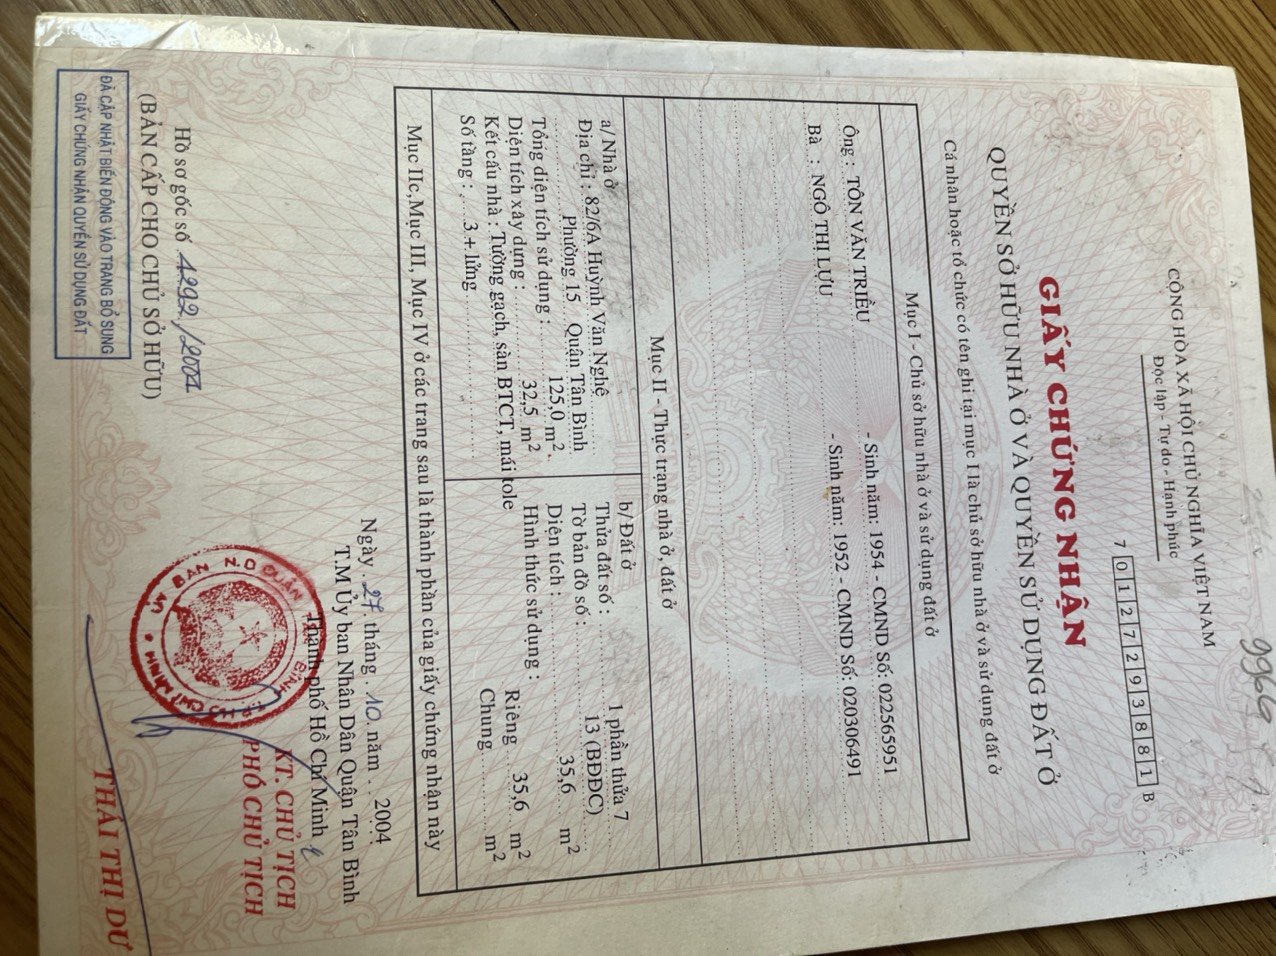 CỘNG HÒA XÃ HỘI CHỦ NGHĨA VIỆT NAM
Độc lập - Tự do - Hạnh phúc
9969
7 0 1 2 7 2 9 3 8 8 1 B
GIẤY CHỨNG NHẬN
QUYỀN SỞ HỮU NHÀ Ở VÀ QUYỀN SỬ DỤNG ĐẤT Ở
Cá nhân hoặc tổ chức có tên ghi tại mục I là chủ sở hữu nhà ở và sử dụng đất ở
Mục I - Chủ sở hữu nhà ở và sử dụng đất ở
Ông : TÔN VĂN TRIỀU - Sinh năm: 1954 - CMND Số: 022565951
Bà : NGÔ THỊ LỰU - Sinh năm: 1952 - CMND Số: 020306491
Mục II - Thực trạng nhà ở, đất ở
a/ Nhà ở
Địa chỉ : 82/6A Huỳnh Văn Nghệ
Phường 15 Quận Tân Bình
Tổng diện tích sử dụng : 125,0 m2
Diện tích xây dựng : 32,5 m2
Kết cấu nhà : Tường gạch, sàn BTCT, mái tole
Số tầng : 3 + lửng
b/ Đất ở
Thửa đất số : 1 phần thửa 7
Tờ bản đồ số : 13 (BĐĐC)
Diện tích : 35,6 m2
Hình thức sử dụng : Riêng 35,6 m2
Chung m2
Mục IIc, Mục III, Mục IV ở các trang sau là thành phần của giấy chứng nhận này
Ngày 27 tháng 10 năm 2004
T.M Ủy ban Nhân Dân Quận Tân Bình
Thành phố Hồ Chí Minh
KT. CHỦ TỊCH
PHÓ CHỦ TỊCH
THÁI THỊ DƯ
Hồ sơ gốc số 4292/2004
(BẢN CẤP CHO CHỦ SỞ HỮU)
ĐÃ CẬP NHẬT BIẾN ĐỘNG VÀO TRANG BỔ SUNG
GIẤY CHỨNG NHẬN QUYỀN SỬ DỤNG ĐẤT